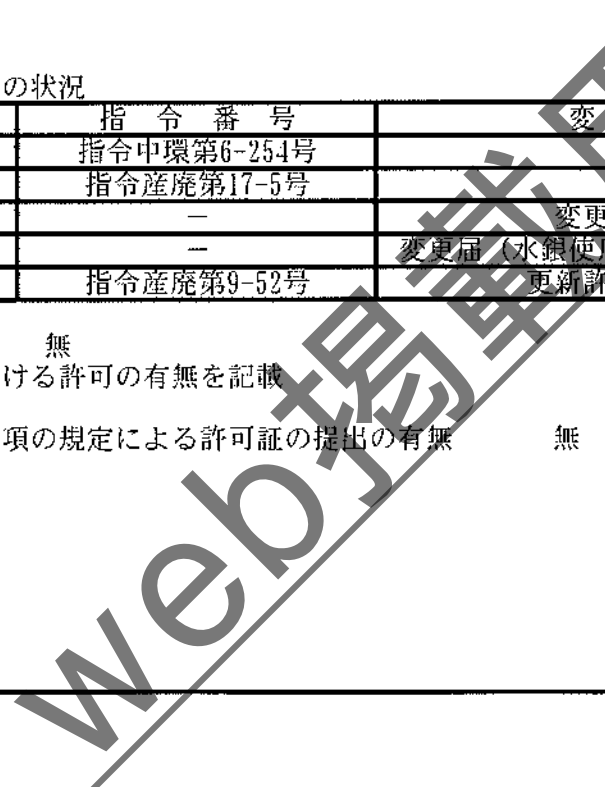 の状況
指 令 番 号 変
指令中環第6-254号
指令産廃第17-5号
― 変更
― 変更届(水銀使
指令産廃第9-52号 更新許
無
ける許可の有無を記載
項の規定による許可証の提出の有無 無
web掲載用